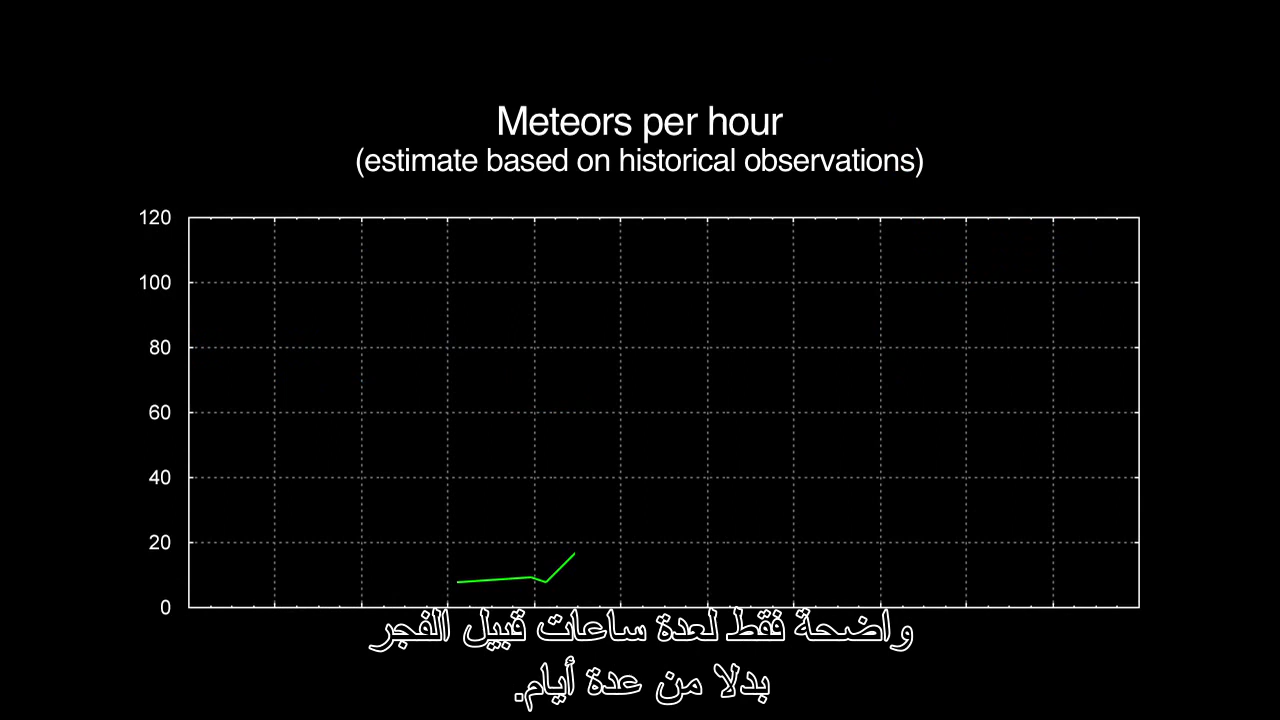 Meteors per hour
(estimate based on historical observations)
120
100
80
60
40
20
0
واضحة فقط لعدة ساعات قبيل الفجر
بدلا من عدة أيام.